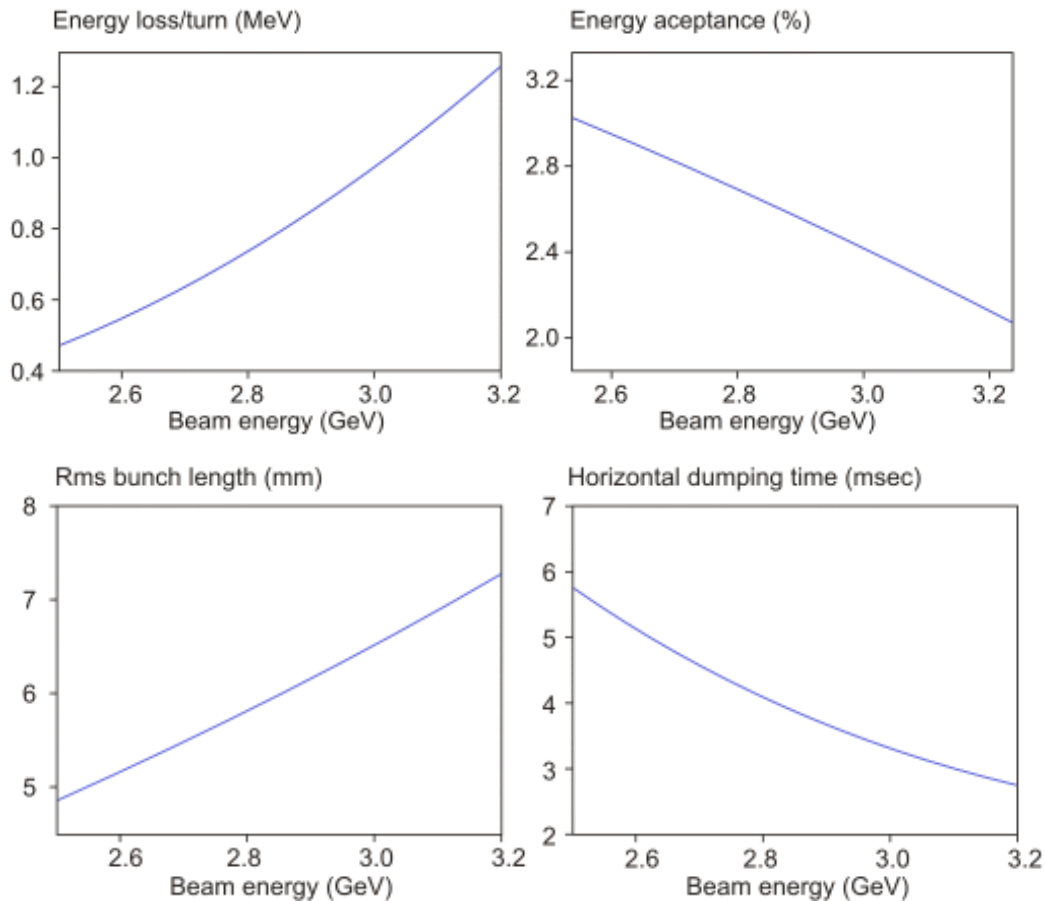 Energy loss/turn (MeV)
1.2
1.0
0.8
0.6
0.4
2.6 2.8 3.0 3.2
Beam energy (GeV)
Energy aceptance (%)
3.2
2.8
2.4
2.0
2.6 2.8 3.0 3.2
Beam energy (GeV)
Rms bunch length (mm)
8
7
6
5
2.6 2.8 3.0 3.2
Beam energy (GeV)
Horizontal dumping time (msec)
7
6
5
4
3
2
2.6 2.8 3.0 3.2
Beam energy (GeV)